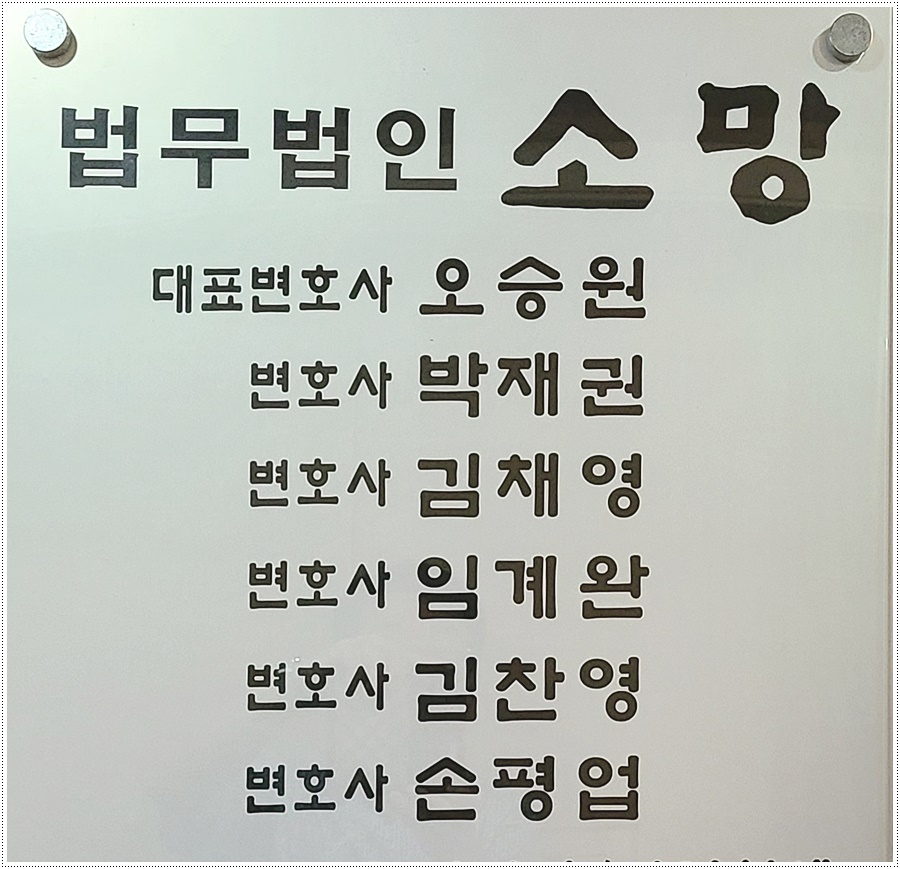 법무법인 소망
대표변호사 오승원
변호사 박재권
변호사 김채영
변호사 임계완
변호사 김찬영
변호사 손평업